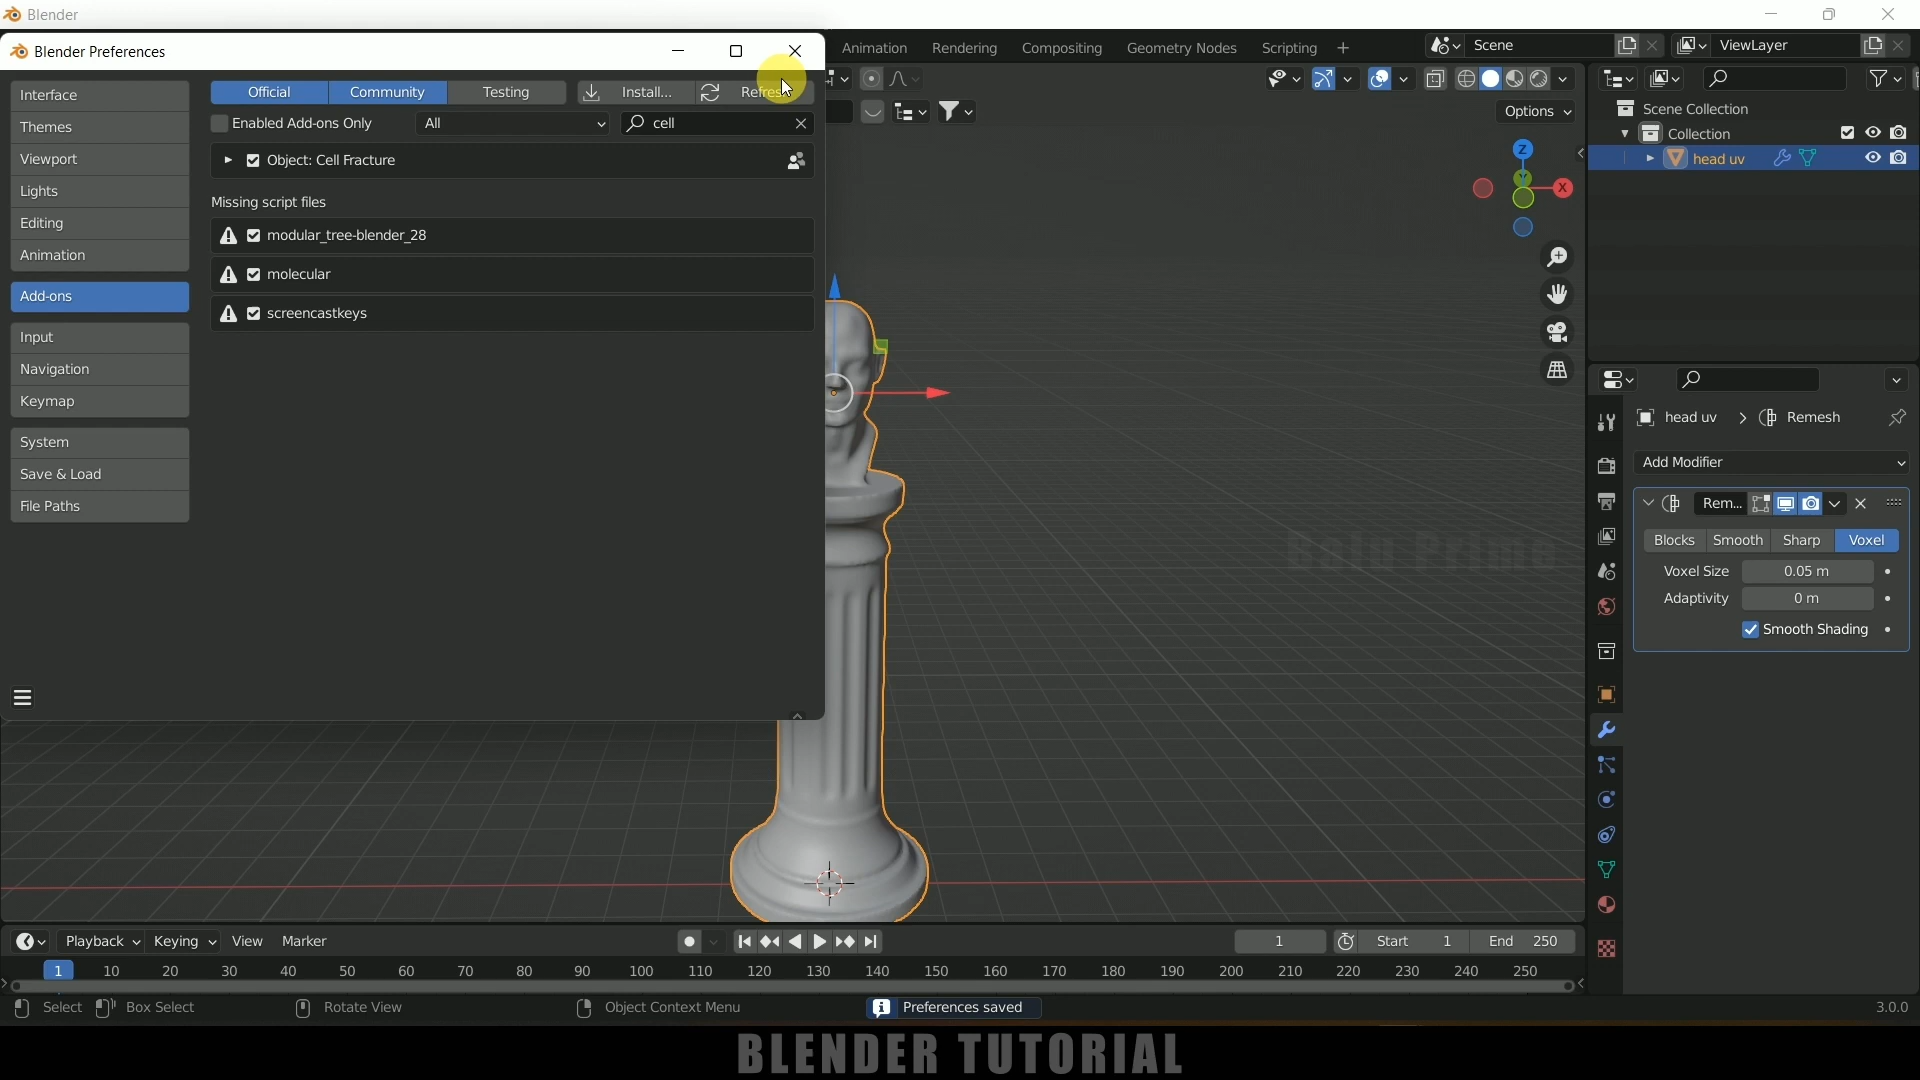 Blender
Blender Preferences
Animation Rendering Compositing Geometry Nodes Scripting + Scene ViewLayer
Interface
Themes
Viewport
Lights
Editing
Animation
Add-ons
Input
Navigation
Keymap
System
Save & Load
File Paths
Official Community Testing Install... Refres
Enabled Add-ons Only All cell
Object: Cell Fracture
Missing script files
modular_tree-blender_28
molecular
screencastkeys
Options
Z
Y
X
Scene Collection
Collection
head uv
head uv Remesh
Add Modifier
Rem...
Blocks Smooth Sharp Voxel
Voxel Size 0.05 m
Adaptivity 0 m
Smooth Shading
Playback Keying View Marker 1 Start 1 End 250
1 10 20 30 40 50 60 70 80 90 100 110 120 130 140 150 160 170 180 190 200 210 220 230 240 250
Select Box Select Rotate View Object Context Menu Preferences saved 3.0.0
BLENDER TUTORIAL